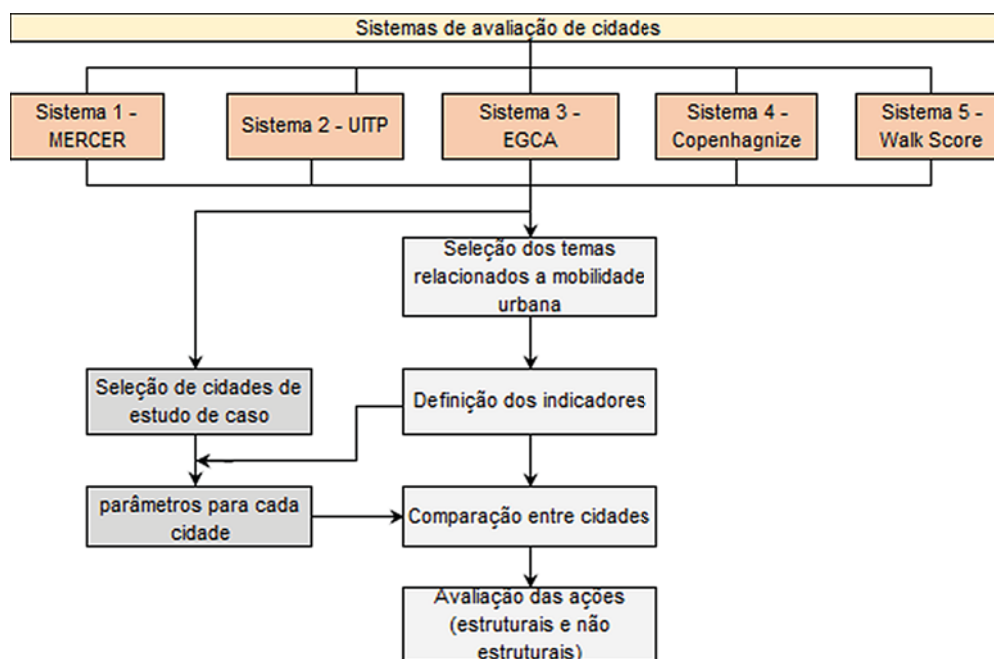 Sistemas de avaliação de cidades
Sistema 1 -
MERCER
Sistema 2 - UITP
Sistema 3 -
EGCA
Sistema 4 -
Copenhagnize
Sistema 5 -
Walk Score
Seleção dos temas
relacionados a mobilidade
urbana
Seleção de cidades de
estudo de caso
Definição dos indicadores
parâmetros para cada
cidade
Comparação entre cidades
Avaliação das ações
(estruturais e não
estruturais)